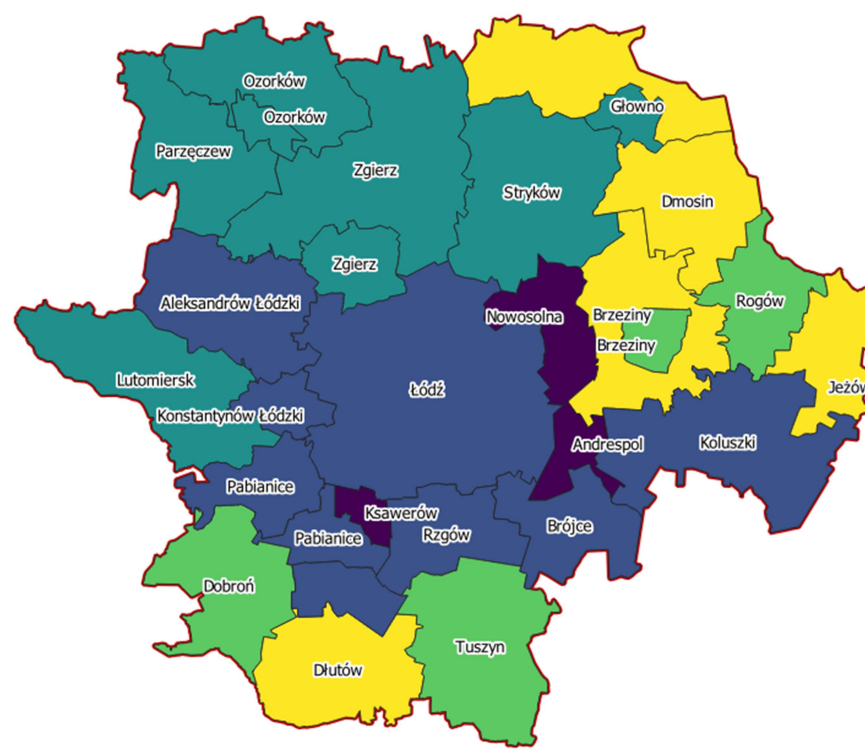 Ozorków
Głowno
Ozorków
Parzęczew
Zgierz
Stryków
Dmosin
Zgierz
Aleksandrów Łódzki
Rogów
Nowosolna
Brzeziny
Brzeziny
Lutomiersk
Łódź
Jeżów
Konstantynów Łódzki
Andrespol
Koluszki
Pabianice
Ksawerów
Brójce
Rzgów
Pabianice
Dobroń
Tuszyn
Dłutów